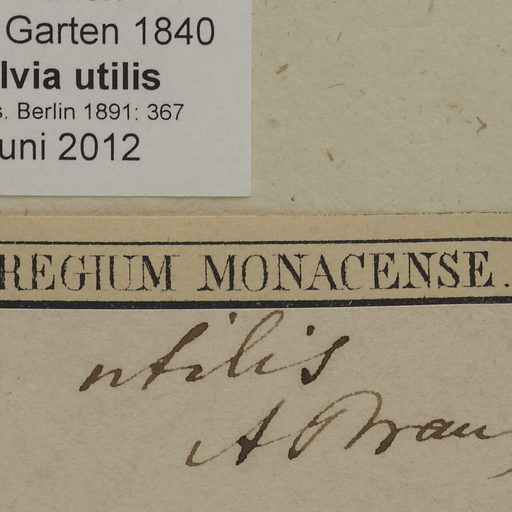 Garten 1840
lvia utilis
s. Berlin 1891: 367
uni 2012
REGIUM MONACENSE.
utilis
A Brau